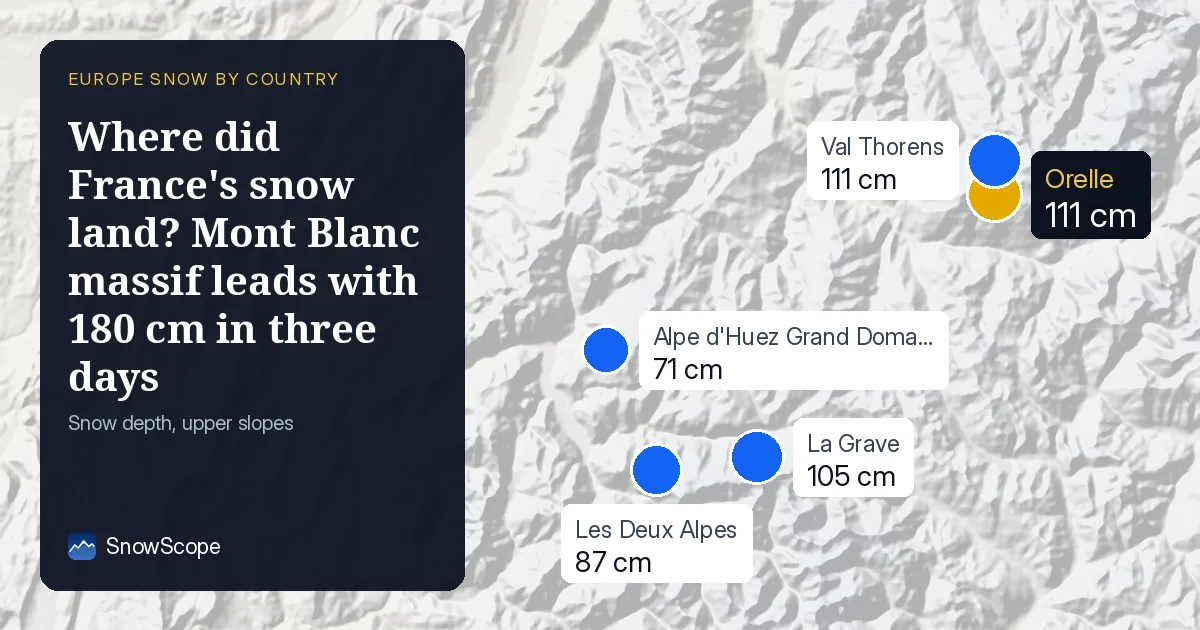 EUROPE SNOW BY COUNTRY
Where did
France's snow
land? Mont Blanc
massif leads with
180 cm in three
days
Snow depth, upper slopes
SnowScope
Val Thorens
111 cm
Orelle
111 cm
Alpe d'Huez Grand Doma...
71 cm
La Grave
105 cm
Les Deux Alpes
87 cm